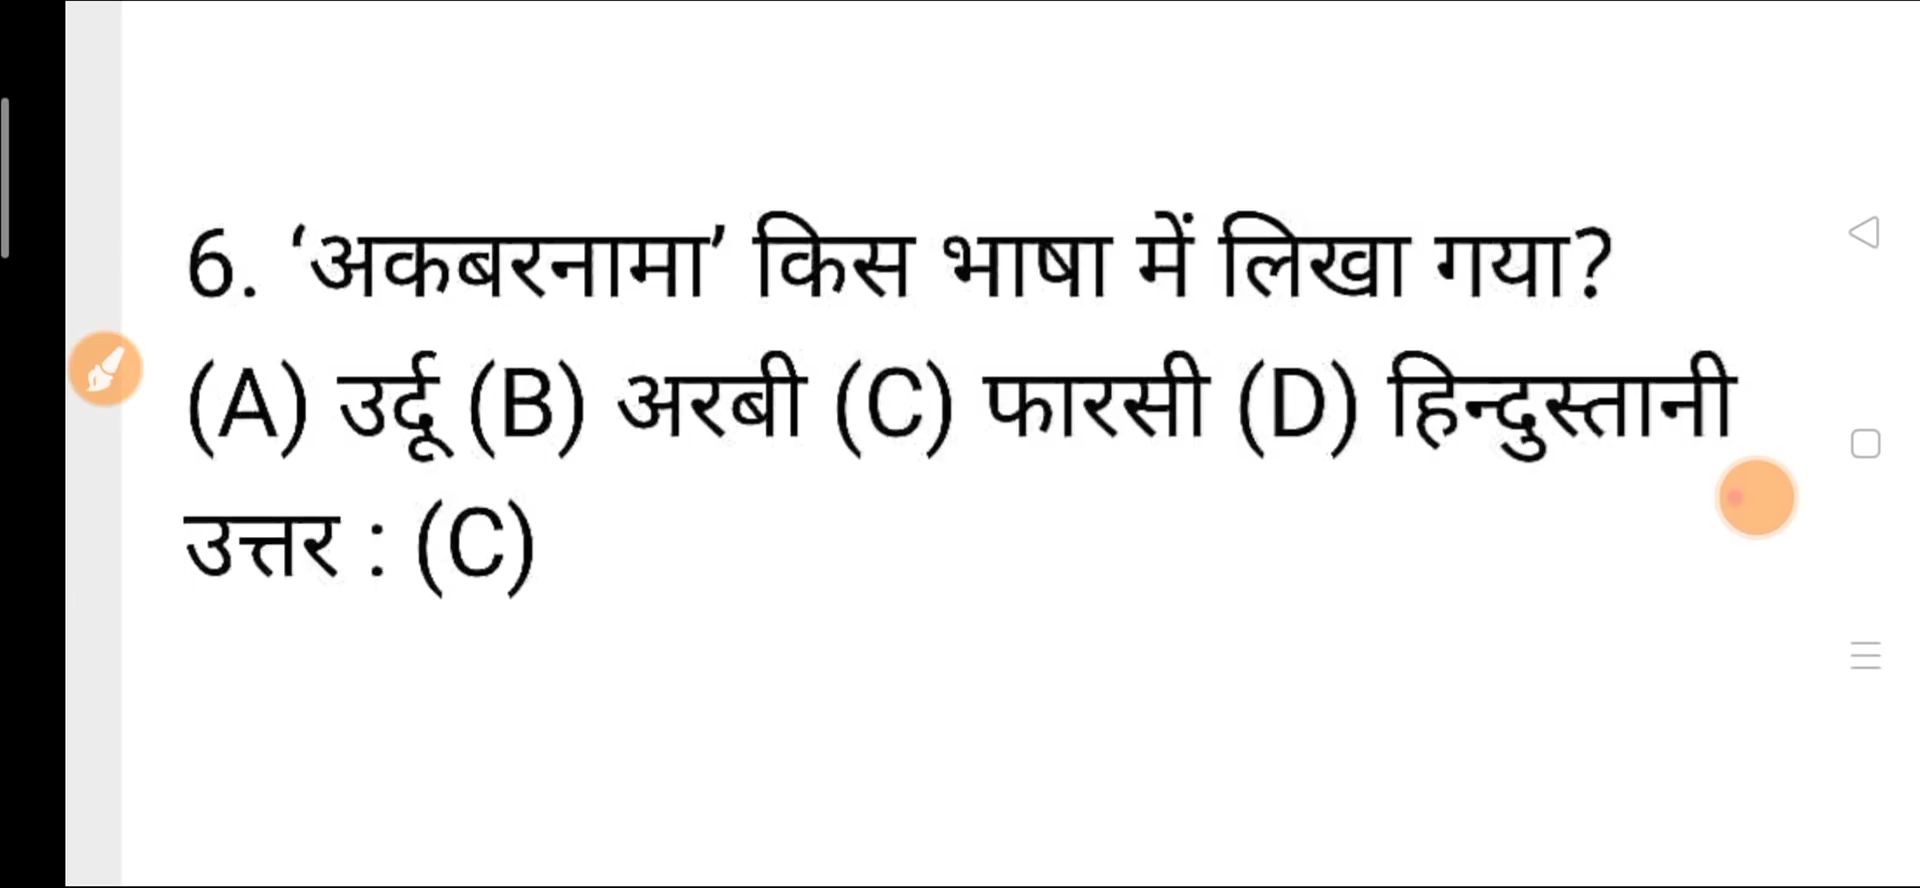 6. ‘अकबरनामा’ किस भाषा में लिखा गया?
(A) उर्दू (B) अरबी (C) फारसी (D) हिन्दुस्तानी
उत्तर : (C)